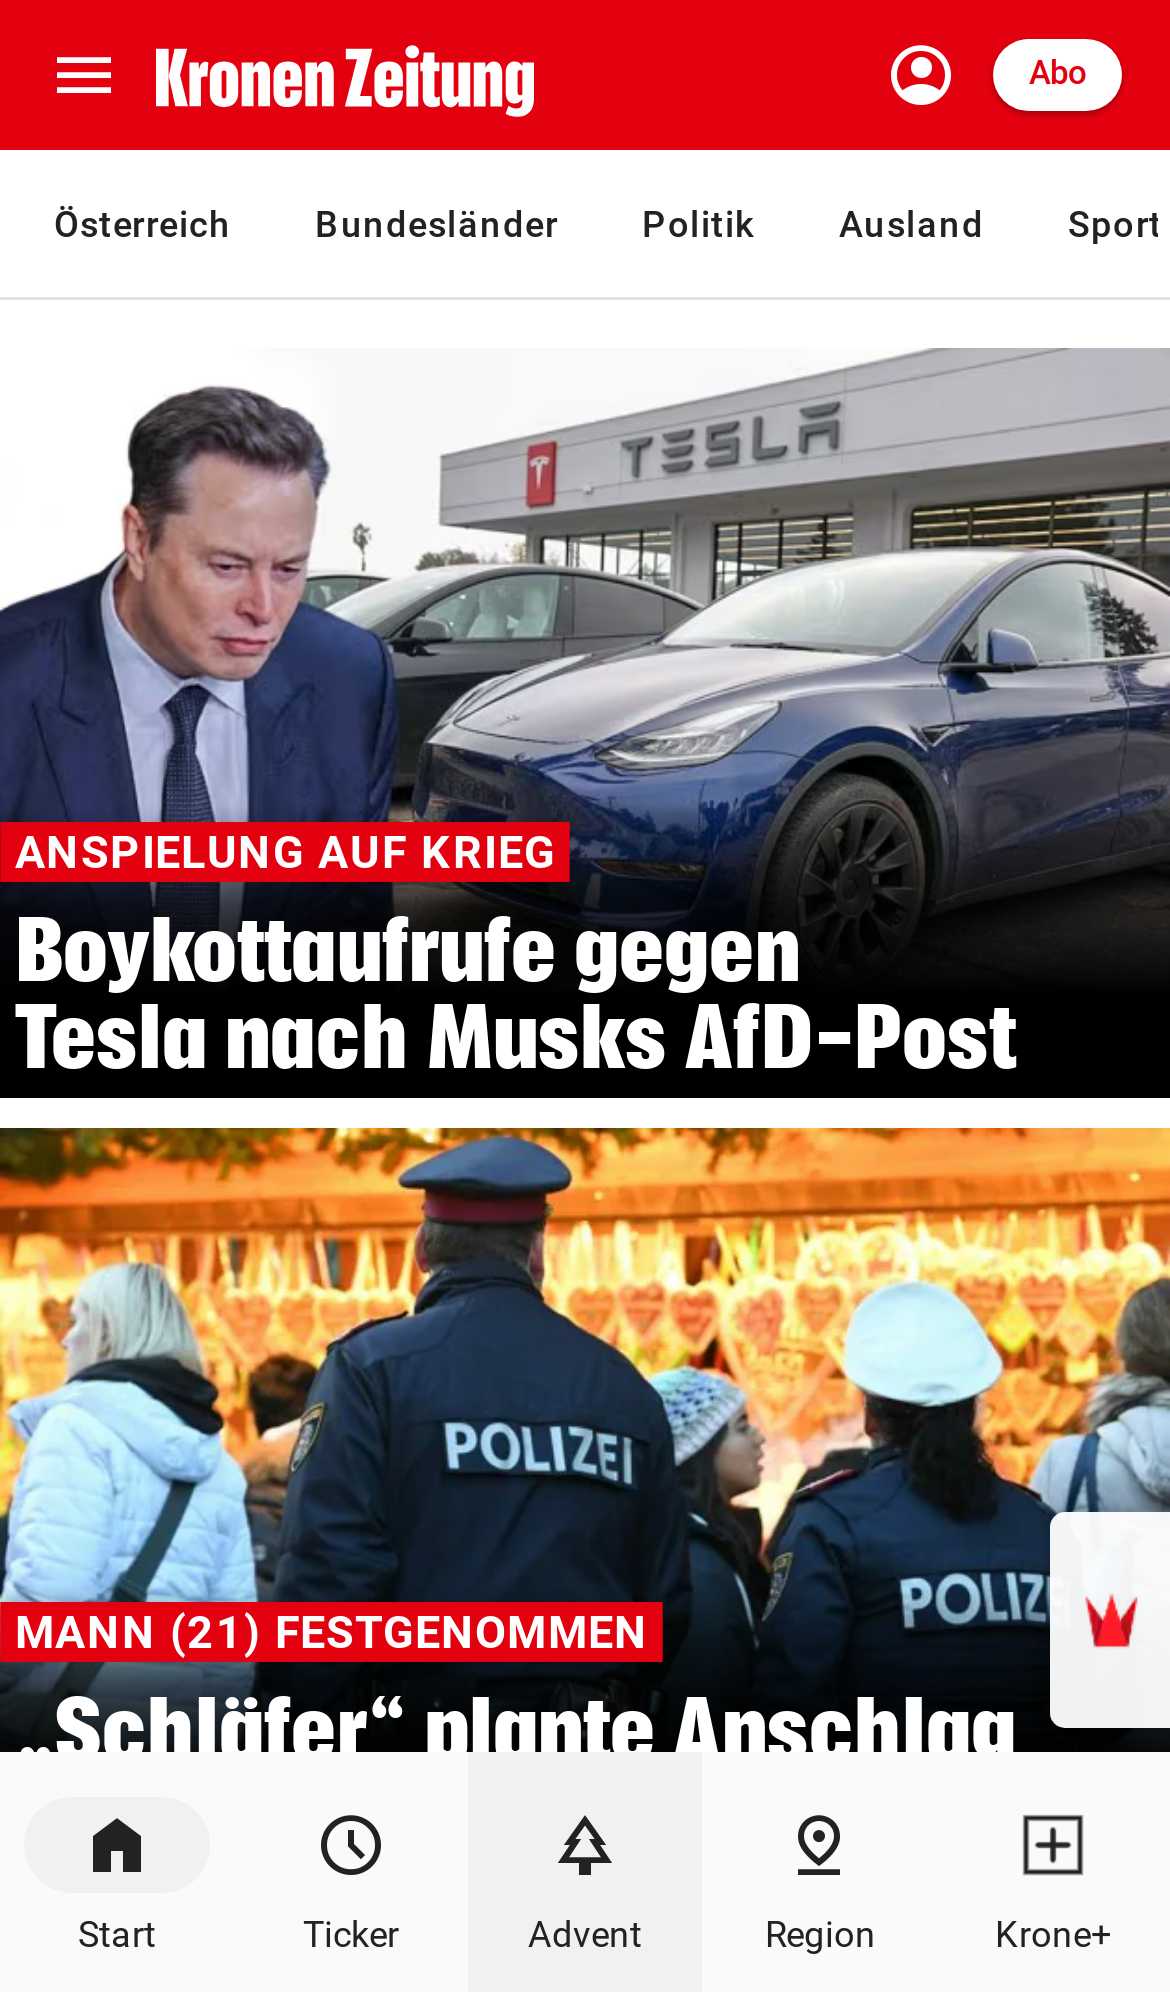 Kronen Zeitung
Abo
Österreich Bundesländer Politik Ausland Sport
TESLA
ANSPIELUNG AUF KRIEG
Boykottaufrufe gegen
Tesla nach Musks AfD-Post
POLIZEI
POLIZE
MANN (21) FESTGENOMMEN
„Schläfer“ plante Anschlag
Start Ticker Advent Region Krone+